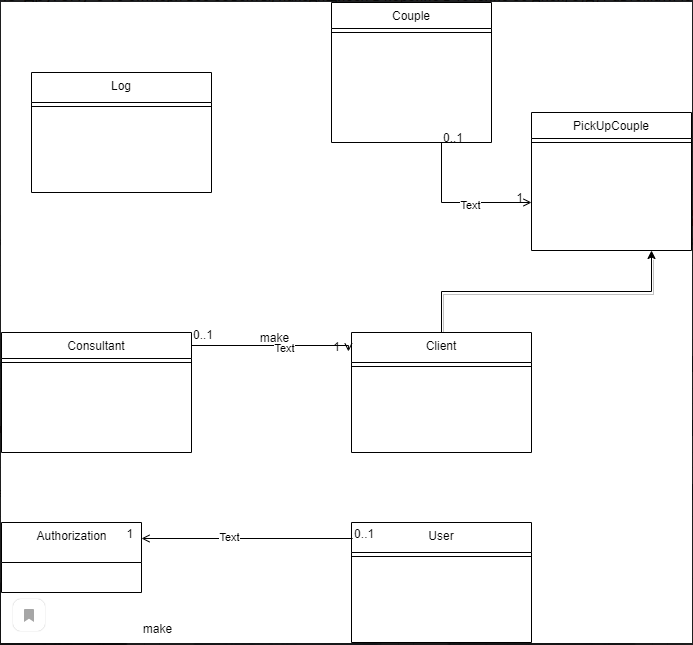 Couple
Log
PickUpCouple
0..1
1
Text
0..1
make
Text
1
Consultant
Client
Authorization
1
Text
0..1
User
make